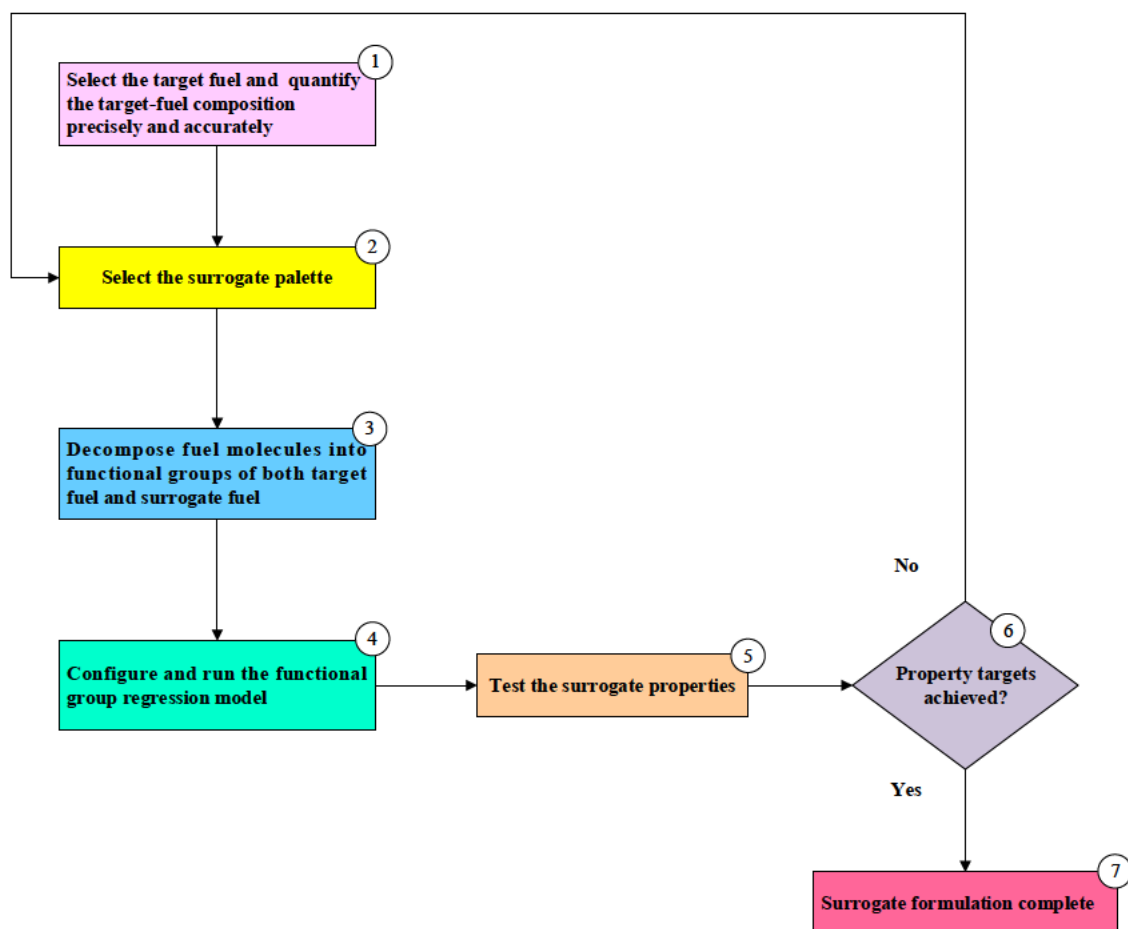 1
Select the target fuel and quantify
the target-fuel composition
precisely and accurately
2
Select the surrogate palette
3
Decompose fuel molecules into
functional groups of both target
fuel and surrogate fuel
4
Configure and run the functional
group regression model
5
Test the surrogate properties
No
6
Property targets
achieved?
Yes
7
Surrogate formulation complete